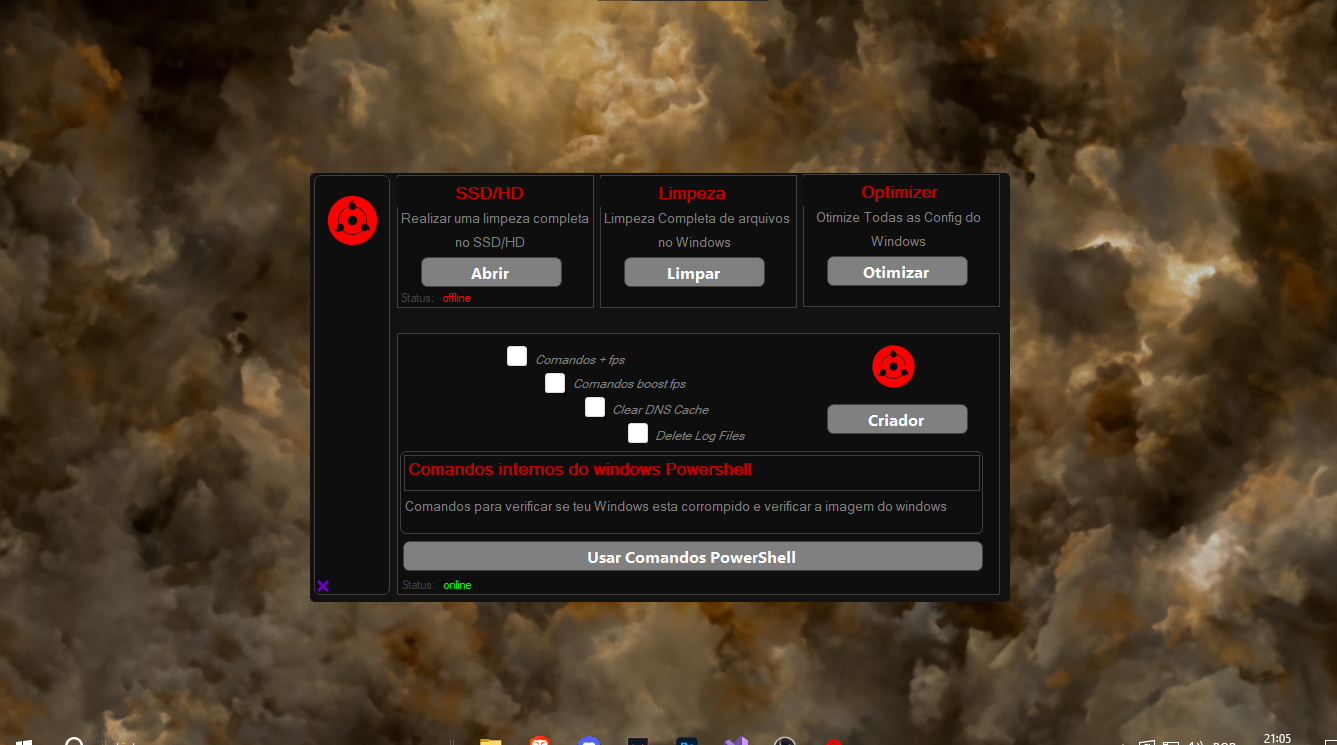 SSD/HD
Realizar uma limpeza completa
no SSD/HD
Abrir
Status: offline
Limpeza
Limpeza Completa de arquivos
no Windows
Limpar
Optimizer
Otimize Todas as Config do
Windows
Otimizar
Comandos + fps
Comandos boost fps
Clear DNS Cache
Delete Log Files
Criador
Comandos internos do windows Powershell
Comandos para verificar se teu Windows esta corrompido e verificar a imagem do windows
Usar Comandos PowerShell
Status: online
21:05